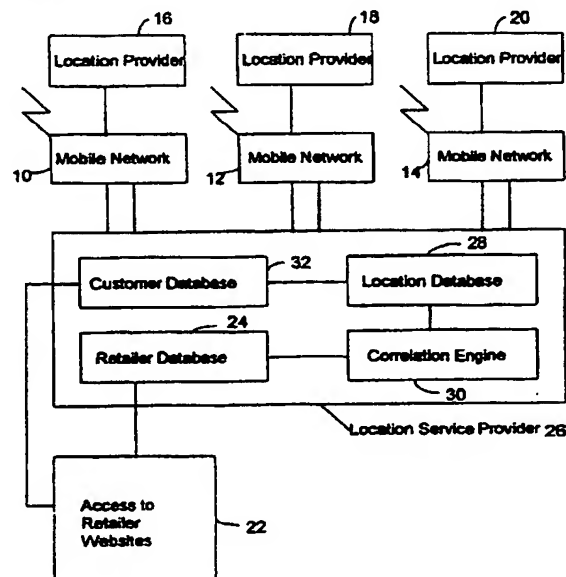 16
18
20
Location Provider
Location Provider
Location Provider
Mobile Network
Mobile Network
Mobile Network
10
12
14
28
Customer Database
32
Location Database
24
Retailer Database
Correlation Engine
30
Location Service Provider 26
Access to
Retailer
Websites
22